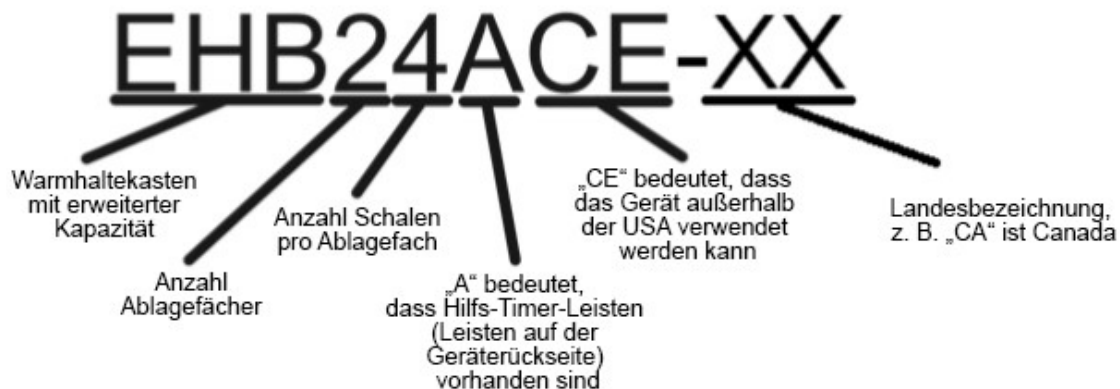 EHB24ACE-XX
Warmhaltekasten
mit erweiterter
Kapazität
Anzahl
Ablagefächer
Anzahl Schalen
pro Ablagefach
„A“ bedeutet,
dass Hilfs-Timer-Leisten
(Leisten auf der
Geräterückseite)
vorhanden sind
„CE“ bedeutet, dass
das Gerät außerhalb
der USA verwendet
werden kann
Landesbezeichnung,
z. B. „CA“ ist Canada